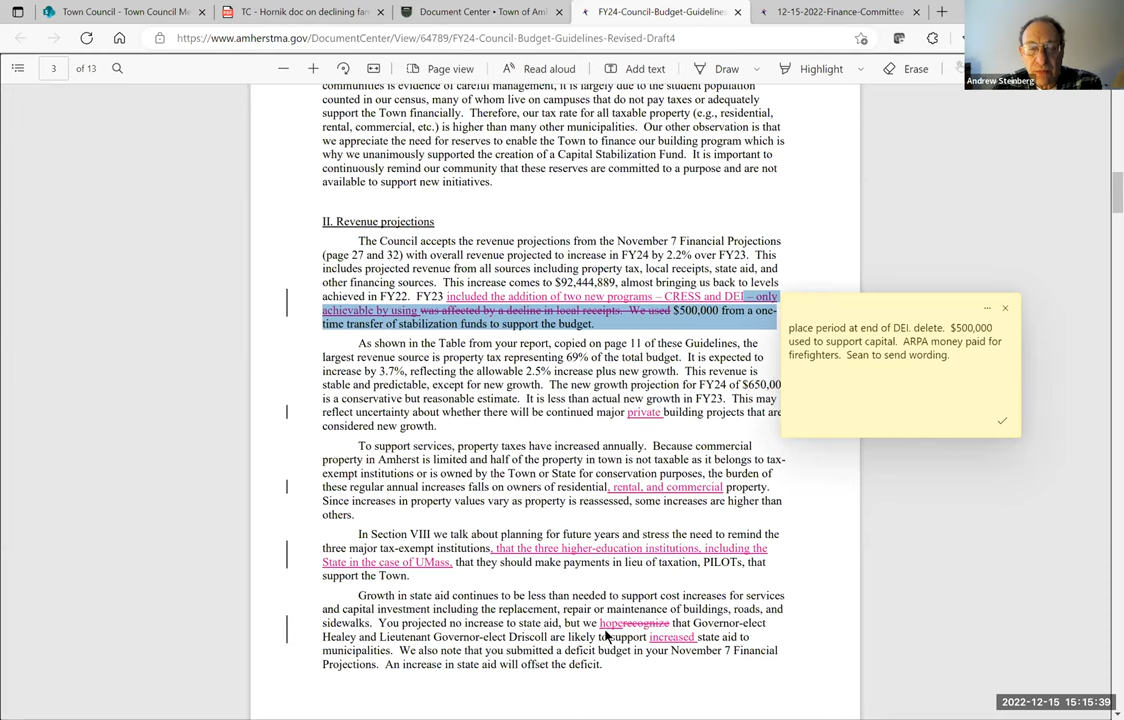 Town Council - Town Council Me
TC - Hornik doc on declining fan
Document Center • Town of Aml
FY24-Council-Budget-Guidelines
12-15-2022-Finance-Committee
https://www.amherstma.gov/DocumentCenter/View/64789/FY24-Council-Budget-Guidelines-Revised-Draft4
3 of 13
Page view
Read aloud
Add text
Draw
Highlight
Erase
Andrew Steinberg
communities is evidence of careful management, it is largely due to the student population
counted in our census, many of whom live on campuses that do not pay taxes or adequately
support the Town financially. Therefore, our tax rate for all taxable property (e.g., residential,
rental, commercial, etc.) is higher than many other municipalities. Our other observation is that
we appreciate the need for reserves to enable the Town to finance our building program which is
why we unanimously supported the creation of a Capital Stabilization Fund. It is important to
continuously remind our community that these reserves are committed to a purpose and are not
available to support new initiatives.
II. Revenue projections
The Council accepts the revenue projections from the November 7 Financial Projections
(page 27 and 32) with overall revenue projected to increase in FY24 by 2.2% over FY23. This
includes projected revenue from all sources including property tax, local receipts, state aid, and
other financing sources. This increase comes to $92,444,889, almost bringing us back to levels
achieved in FY22. FY23 included the addition of two new programs – CRESS and DEI – only
achievable by using was affected by a decline in local receipts. We used $500,000 from a one-
time transfer of stabilization funds to support the budget.
As shown in the Table from your report, copied on page 11 of these Guidelines, the
largest revenue source is property tax representing 69% of the total budget. It is expected to
increase by 3.7%, reflecting the allowable 2.5% increase plus new growth. This revenue is
stable and predictable, except for new growth. The new growth projection for FY24 of $650,00
is a conservative but reasonable estimate. It is less than actual new growth in FY23. This may
reflect uncertainty about whether there will be continued major private building projects that are
considered new growth.
To support services, property taxes have increased annually. Because commercial
property in Amherst is limited and half of the property in town is not taxable as it belongs to tax-
exempt institutions or is owned by the Town or State for conservation purposes, the burden of
these regular annual increases falls on owners of residential, rental, and commercial property.
Since increases in property values vary as property is reassessed, some increases are higher than
others.
In Section VIII we talk about planning for future years and stress the need to remind the
three major tax-exempt institutions, that the three higher-education institutions, including the
State in the case of UMass, that they should make payments in lieu of taxation, PILOTs, that
support the Town.
Growth in state aid continues to be less than needed to support cost increases for services
and capital investment including the replacement, repair or maintenance of buildings, roads, and
sidewalks. You projected no increase to state aid, but we hoperecognize that Governor-elect
Healey and Lieutenant Governor-elect Driscoll are likely to support increased state aid to
municipalities. We also note that you submitted a deficit budget in your November 7 Financial
Projections. An increase in state aid will offset the deficit.
place period at end of DEI. delete. $500,000
used to support capital. ARPA money paid for
firefighters. Sean to send wording.
2022-12-15 15:15:39